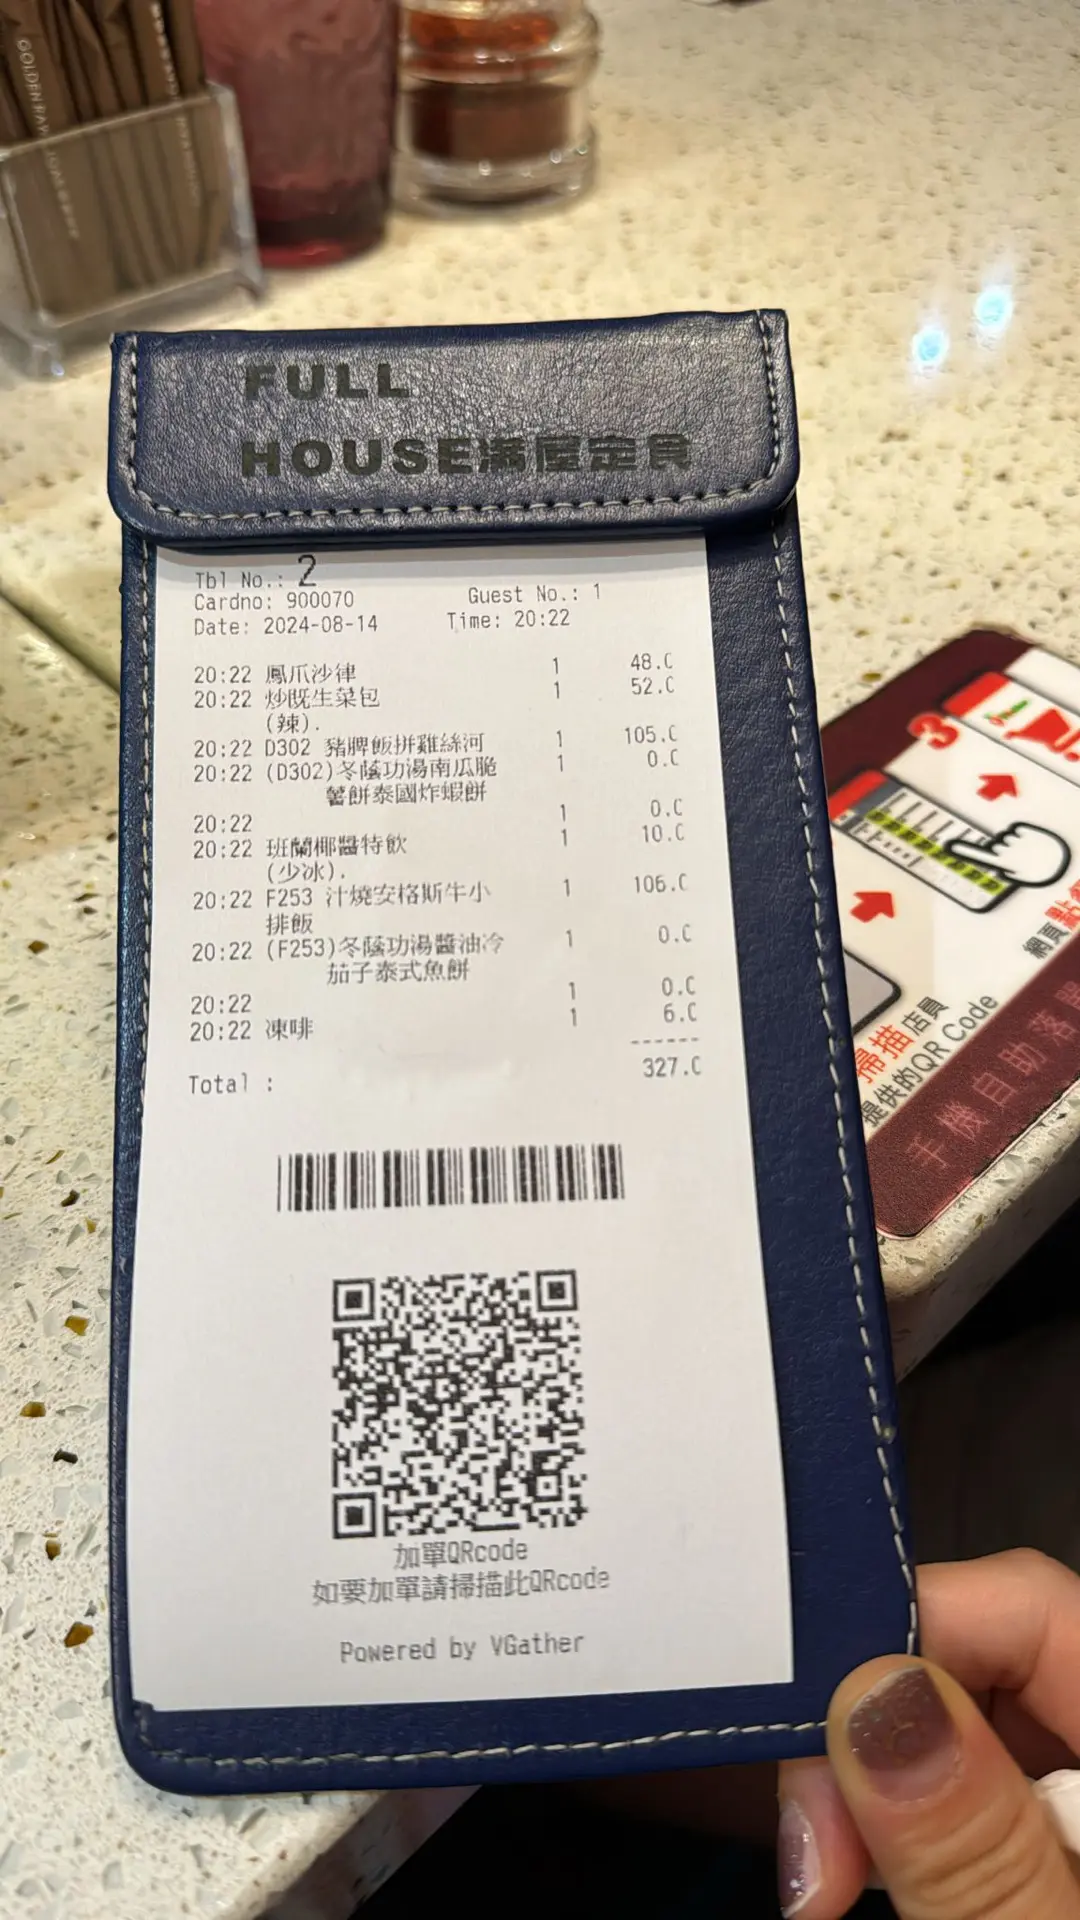 FULL
HOUSE滿屋定食
Tbl No.: 2
Cardno: 900070 Guest No.: 1
Date: 2024-08-14 Time: 20:22
20:22 鳳爪沙律 1 48.0
20:22 炒既生菜包 1 52.0
(辣).
20:22 D302 豬脾飯拼雞絲河 1 105.0
20:22 (D302)冬蔭功湯南瓜脆 1 0.0
薯餅泰國炸蝦餅
20:22 1 0.0
20:22 班蘭椰醬特飲 1 10.0
(少冰).
20:22 F253 汁燒安格斯牛小 1 106.0
排飯
20:22 (F253)冬蔭功湯醬油冷 1 0.0
茄子泰式魚餅
20:22 1 0.0
20:22 凍啡 1 6.0
------
Total : 327.0
加單QRcode
如要加單請掃描此QRcode
Powered by VGather
3
掃描店員
提供的QR Code
網頁點
手機自助落